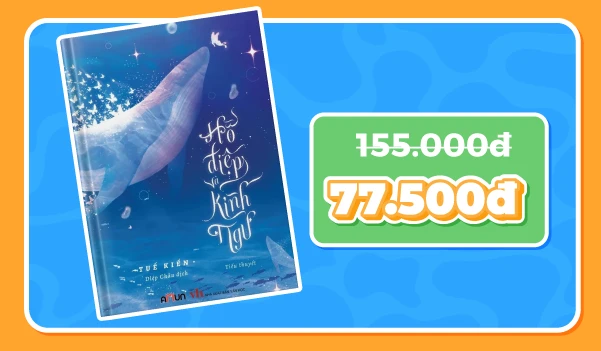 Hồ
điệp
và
Kình
Ngư
TUẾ KIẾN
Diệp Châu dịch
Tiểu thuyết
155.000đ
77.500đ